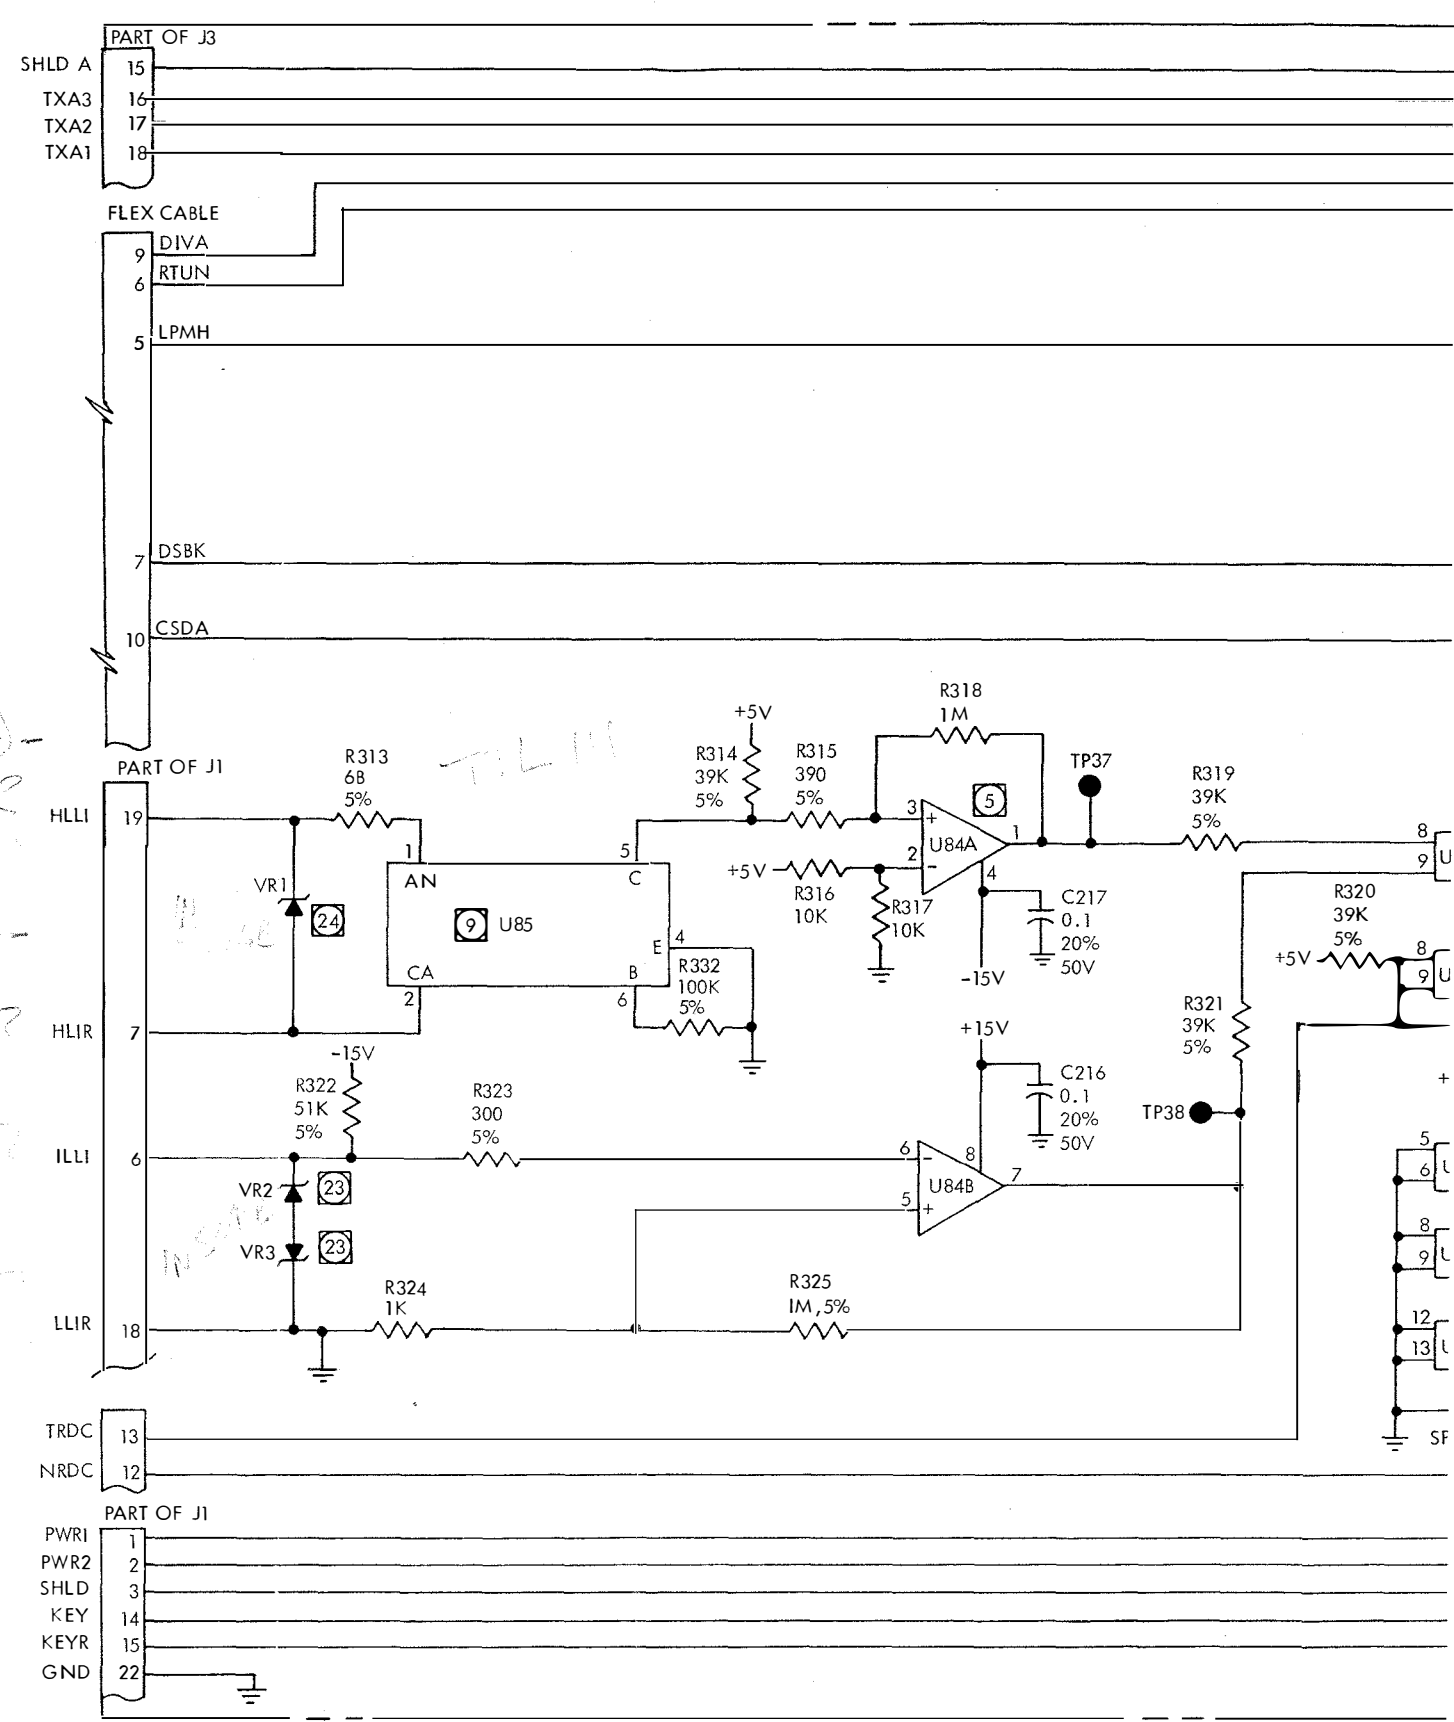 PART OF J3
SHLD A 15
TXA3 16
TXA2 17
TXA1 18
FLEX CABLE
9 DIVA
6 RTUN
5 LPMH
7 DSBK
10 CSDA
PART OF J1
HLLI 19
HLIR 7
ILLI 6
LLIR 18
R313
68
5%
TIL 111
VR1
24
1
AN
9 U85
CA
2
5
C
E 4
B
6
R332
100K
5%
+5V
R314
39K
5%
R315
390
5%
R318
1M
5
3
+
U84A
1
2
-
4
+5V
R316
10K
R317
10K
-15V
C217
0.1
20%
50V
TP37
R319
39K
5%
8
9
U
R320
39K
5%
+5V
8
9
U
R321
39K
5%
-15V
R322
51K
5%
R323
300
5%
+15V
C216
0.1
20%
50V
TP38
+
6
-
8
U84B
7
5
+
VR2 23
VR3 23
R324
1K
R325
1M, 5%
5
6
U
8
9
U
12
13
U
SF
TRDC 13
NRDC 12
PART OF J1
PWR1 1
PWR2 2
SHLD 3
KEY 14
KEYR 15
GND 22